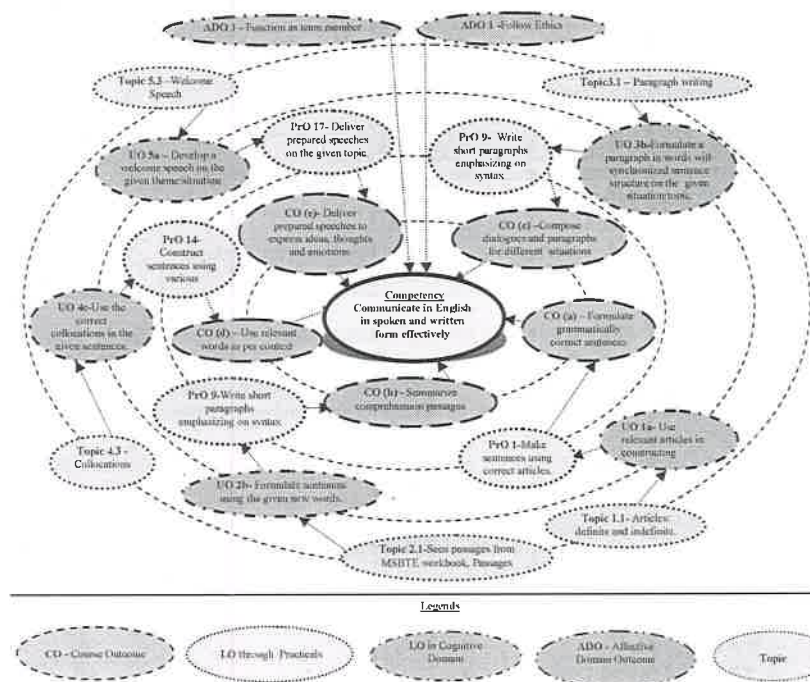 ADO 1 - Function as team member
ADO 1 -Follow Ethics
Topic 5.3 – Welcome
Speech
Topic3.1 – Paragraph writing
PrO 17- Deliver
prepared speeches
on the given topic
PrO 9- Write
short paragraphs
emphasizing on
syntax
UO 5a – Develop a
welcome speech on the
given theme/situation
UO 3b-Formulate a
paragraph in words with
synchronized sentence
structure on the given
situation/topic.
CO (e)- Deliver
prepared speeches to
express ideas, thoughts
and emotions
CO (c) –Compose
dialogues and paragraphs
for different situations
PrO 14-
Construct
sentences using
various
Competency
Communicate in English
in spoken and written
form effectively
UO 4c-Use the
correct
collocations in the
given sentences.
CO (d) – Use relevant
words as per context
CO (a) – Formulate
grammatically
correct sentences
CO (b) - Summarize
comprehension passages
PrO 9-Write short
paragraphs
emphasizing on syntax
UO 1a- Use
relevant articles in
constructing
PrO 1-Make
sentences using
correct articles.
Topic 4.3 -
Collocations
UO 2b- Formulate sentences
using the given new words.
Topic 1.1- Articles:
definite and indefinite.
Topic 2.1-Seen passages from
MSBTE workbook, Passages
Legends
CO - Course Outcome
LO through Practicals
LO in Cognitive
Domain
ADO - Affective
Domain Outcome
Topic